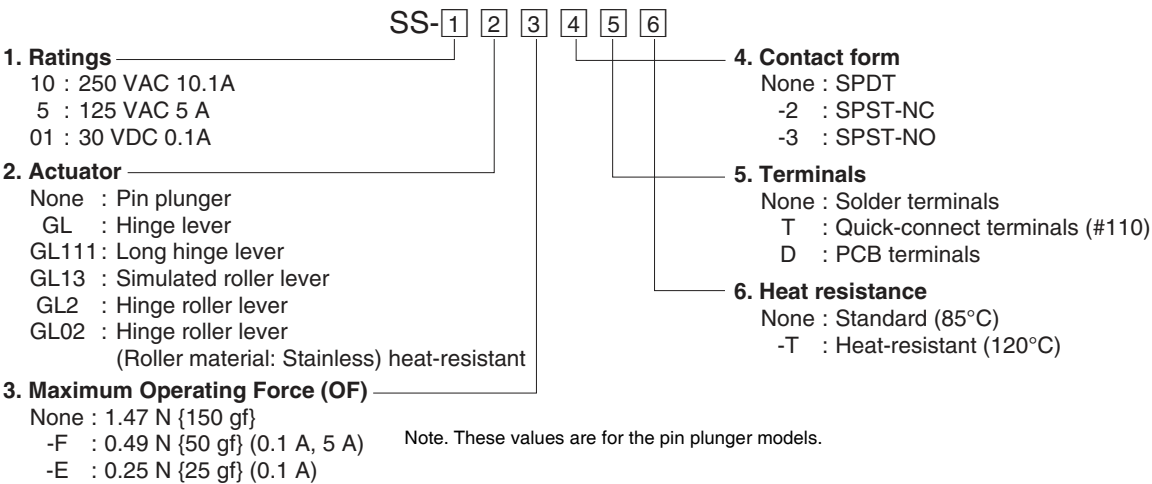 SS-1 2 3 4 5 6
1. Ratings
10 : 250 VAC 10.1A
5 : 125 VAC 5 A
01 : 30 VDC 0.1A
2. Actuator
None : Pin plunger
GL : Hinge lever
GL111 : Long hinge lever
GL13 : Simulated roller lever
GL2 : Hinge roller lever
GL02 : Hinge roller lever
(Roller material: Stainless) heat-resistant
3. Maximum Operating Force (OF)
None : 1.47 N {150 gf}
-F : 0.49 N {50 gf} (0.1 A, 5 A)
-E : 0.25 N {25 gf} (0.1 A)
Note. These values are for the pin plunger models.
4. Contact form
None : SPDT
-2 : SPST-NC
-3 : SPST-NO
5. Terminals
None : Solder terminals
T : Quick-connect terminals (#110)
D : PCB terminals
6. Heat resistance
None : Standard (85°C)
-T : Heat-resistant (120°C)